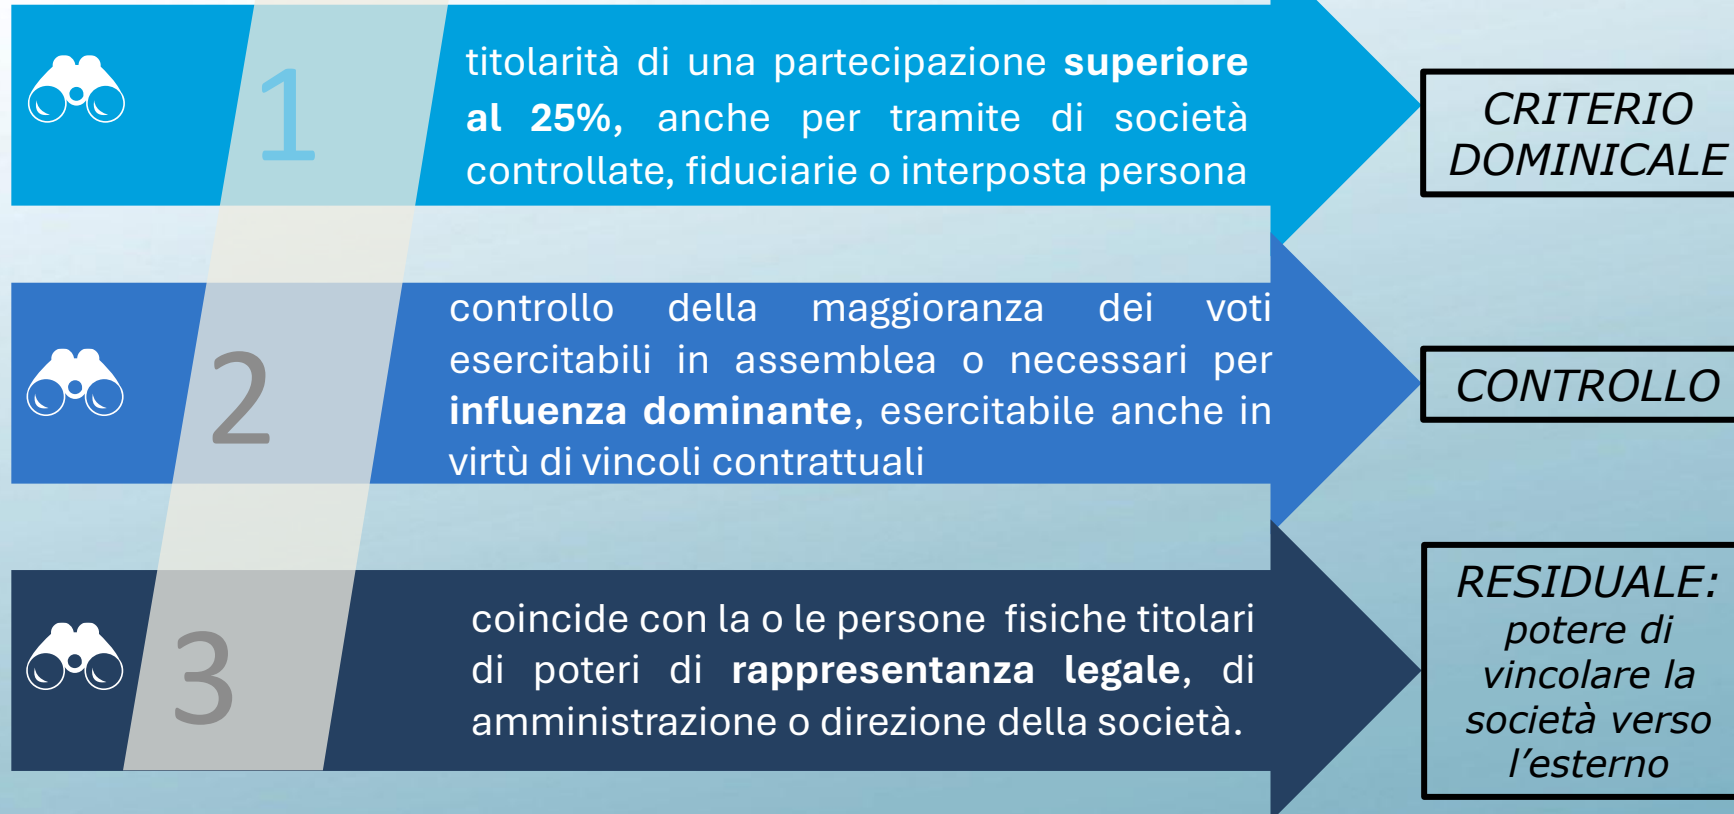 1
titolarità di una partecipazione superiore
al 25%, anche per tramite di società
controllate, fiduciarie o interposta persona
CRITERIO
DOMINICALE
2
controllo della maggioranza dei voti
esercitabili in assemblea o necessari per
influenza dominante, esercitabile anche in
virtù di vincoli contrattuali
CONTROLLO
3
coincide con la o le persone fisiche titolari
di poteri di rappresentanza legale, di
amministrazione o direzione della società.
RESIDUALE:
potere di
vincolare la
società verso
l'esterno